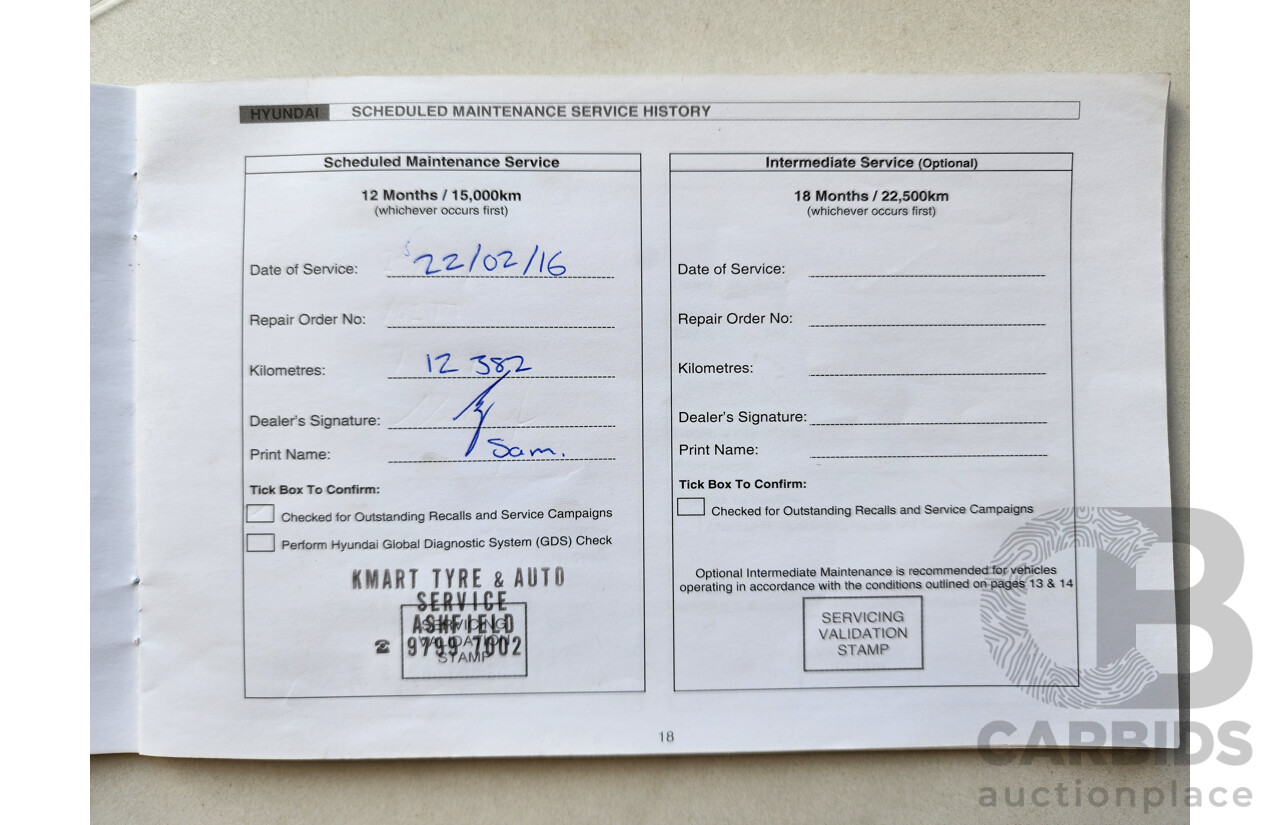 HYUNDAI SCHEDULED MAINTENANCE SERVICE HISTORY
Scheduled Maintenance Service
12 Months / 15,000km
(whichever occurs first)
Date of Service: 22/02/16
Repair Order No:
Kilometres: 12 382
Dealer's Signature:
Print Name: Sam.
Tick Box To Confirm:
Checked for Outstanding Recalls and Service Campaigns
Perform Hyundai Global Diagnostic System (GDS) Check
KMART TYRE & AUTO
SERVICE
ASHFIELD
☎ 9799 7002
SERVICING
VALIDATION
STAMP
Intermediate Service (Optional)
18 Months / 22,500km
(whichever occurs first)
Date of Service:
Repair Order No:
Kilometres:
Dealer's Signature:
Print Name:
Tick Box To Confirm:
Checked for Outstanding Recalls and Service Campaigns
Optional Intermediate Maintenance is recommended for vehicles
operating in accordance with the conditions outlined on pages 13 & 14
SERVICING
VALIDATION
STAMP
18
CB
CARBIDS
auctionplace